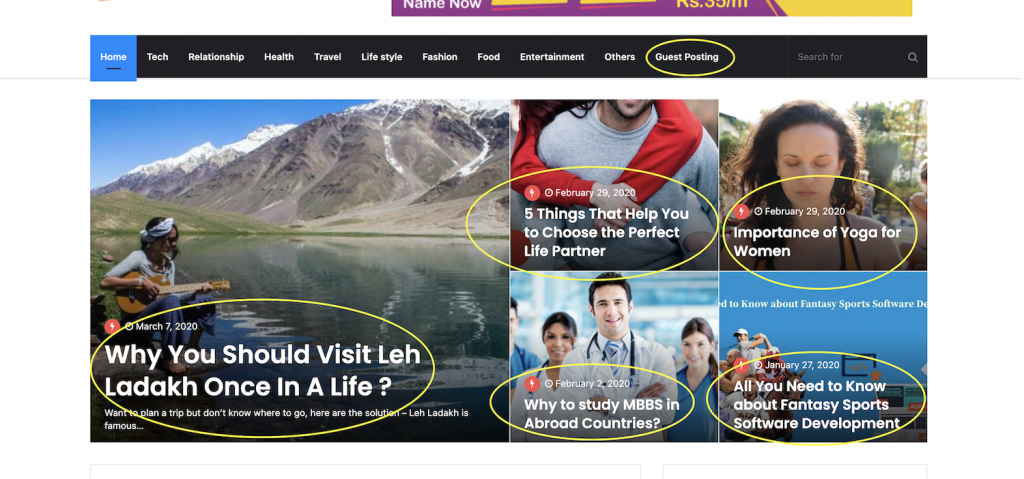 Name Now
Rs.35/m
Home Tech Relationship Health Travel Life style Fashion Food Entertainment Others Guest Posting Search for
February 29, 2020
5 Things That Help You
to Choose the Perfect
Life Partner
February 29, 2020
Importance of Yoga for
Women
March 7, 2020
Why You Should Visit Leh
Ladakh Once In A Life ?
Want to plan a trip but don't know where to go, here are the solution – Leh Ladakh is
famous...
February 2, 2020
Why to study MBBS in
Abroad Countries?
ed to Know about Fantasy Sports Software De
January 27, 2020
All You Need to Know
about Fantasy Sports
Software Development